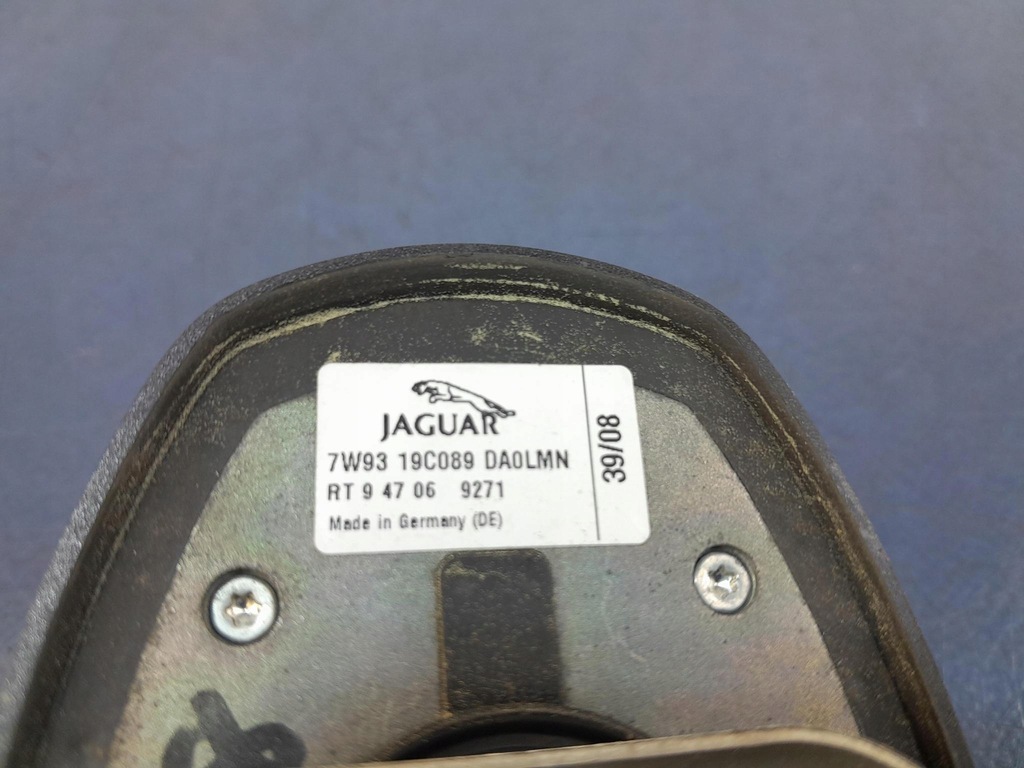 JAGUAR
7W93 19C089 DA0LMN
RT 9 47 06 9271
Made in Germany (DE)
39/08